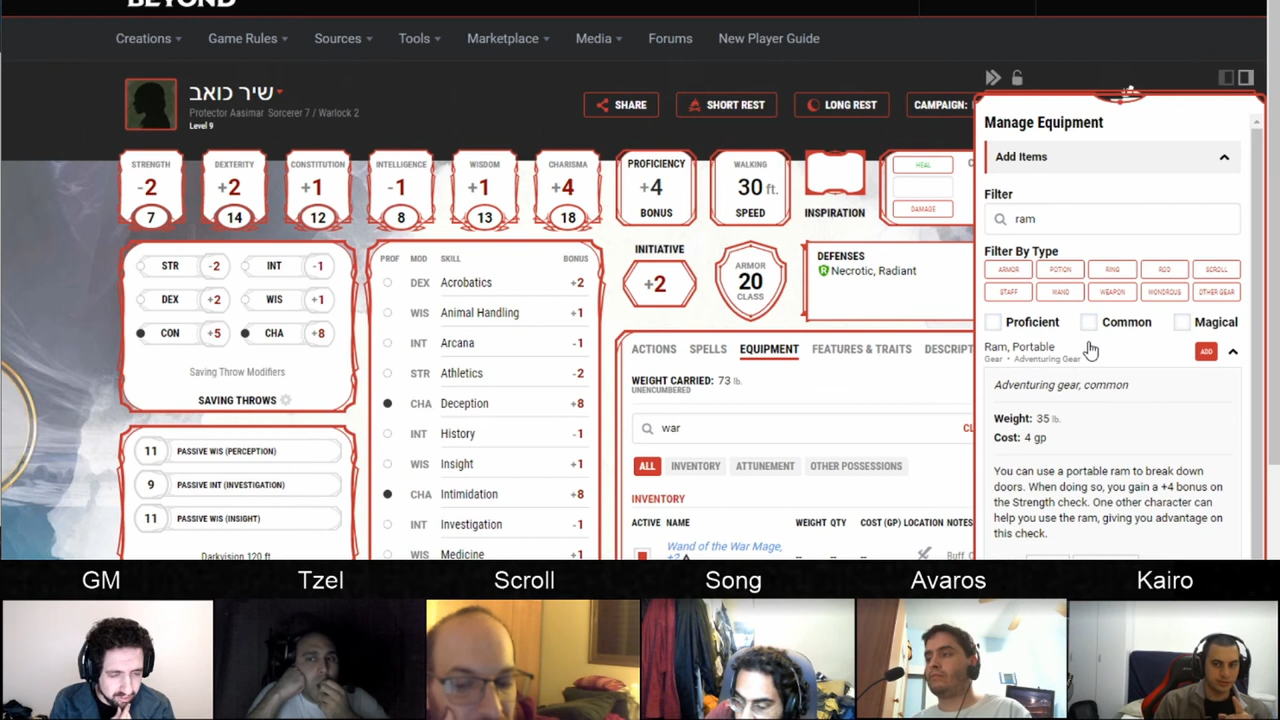 BEYOND
Creations Game Rules Sources Tools Marketplace Media Forums New Player Guide
שיר כואב
Protector Aasimar Sorcerer 7 / Warlock 2
Level 9
SHARE SHORT REST LONG REST CAMPAIGN:
STRENGTH -2 7
DEXTERITY +2 14
CONSTITUTION +1 12
INTELLIGENCE -1 8
WISDOM +1 13
CHARISMA +4 18
PROFICIENCY +4 BONUS
WALKING 30 ft. SPEED
INSPIRATION
HEAL
DAMAGE
STR -2 INT -1
DEX +2 WIS +1
CON +5 CHA +8
Saving Throw Modifiers
SAVING THROWS
11 PASSIVE WIS (PERCEPTION)
9 PASSIVE INT (INVESTIGATION)
11 PASSIVE WIS (INSIGHT)
Darkvision 120 ft.
PROF MOD SKILL BONUS
DEX Acrobatics +2
WIS Animal Handling +1
INT Arcana -1
STR Athletics -2
CHA Deception +8
INT History -1
WIS Insight +1
CHA Intimidation +8
INT Investigation -1
WIS Medicine +1
INITIATIVE
+2
ARMOR 20 CLASS
DEFENSES
Necrotic, Radiant
ACTIONS SPELLS EQUIPMENT FEATURES & TRAITS DESCRIPT
WEIGHT CARRIED: 73 lb.
UNENCUMBERED
war CL
ALL INVENTORY ATTUNEMENT OTHER POSSESSIONS
INVENTORY
ACTIVE NAME WEIGHT QTY COST (GP) LOCATION NOTES
Wand of the War Mage,
+2 -- -- -- Buff, C
Manage Equipment
Add Items
Filter
ram
Filter By Type
ARMOR POTION RING ROD SCROLL
STAFF WAND WEAPON WONDROUS OTHER GEAR
Proficient Common Magical
Ram, Portable ADD
Gear • Adventuring Gear
Adventuring gear, common
Weight: 35 lb.
Cost: 4 gp
You can use a portable ram to break down
doors. When doing so, you gain a +4 bonus on
the Strength check. One other character can
help you use the ram, giving you advantage on
this check.
GM Tzel Scroll Song Avaros Kairo